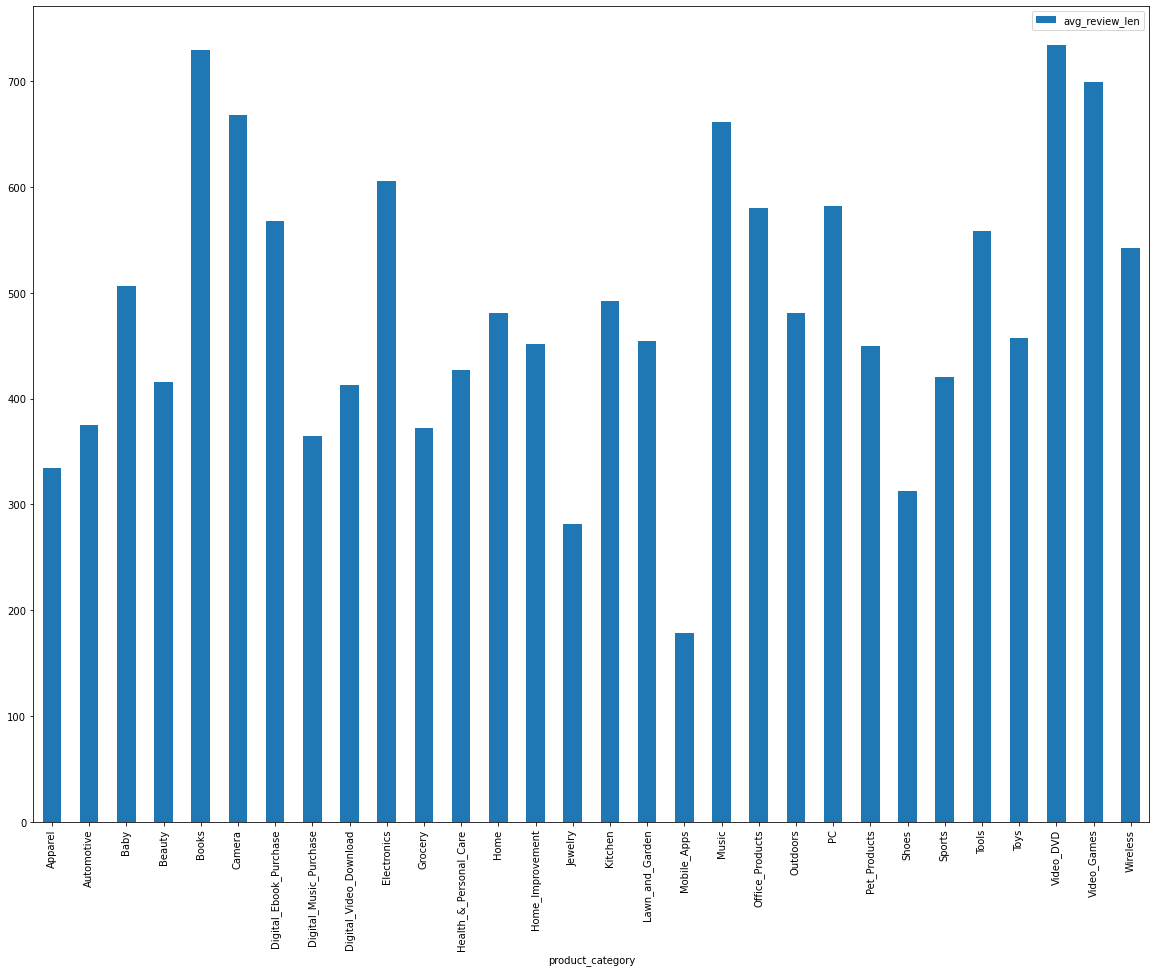 avg_review_len
700
600
500
400
300
200
100
0
Apparel
Automotive
Baby
Beauty
Books
Camera
Digital_Ebook_Purchase
Digital_Music_Purchase
Digital_Video_Download
Electronics
Grocery
Health_&_Personal_Care
Home
Home_Improvement
Jewelry
Kitchen
Lawn_and_Garden
Mobile_Apps
Music
Office_Products
Outdoors
PC
Pet_Products
Shoes
Sports
Tools
Toys
Video_DVD
Video_Games
Wireless
product_category